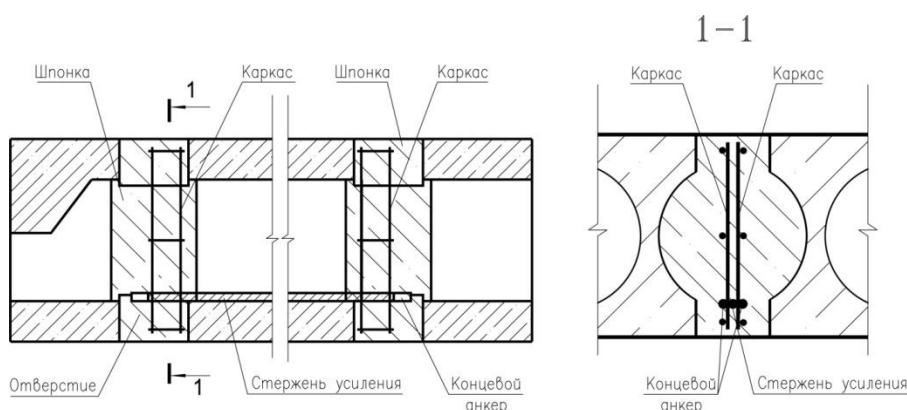 1-1
Шпонка Каркас Шпонка Каркас
1
Каркас Каркас
Отверстие
1
Стержень усиления
Концевой
анкер
Концевой
анкер
Стержень усиления